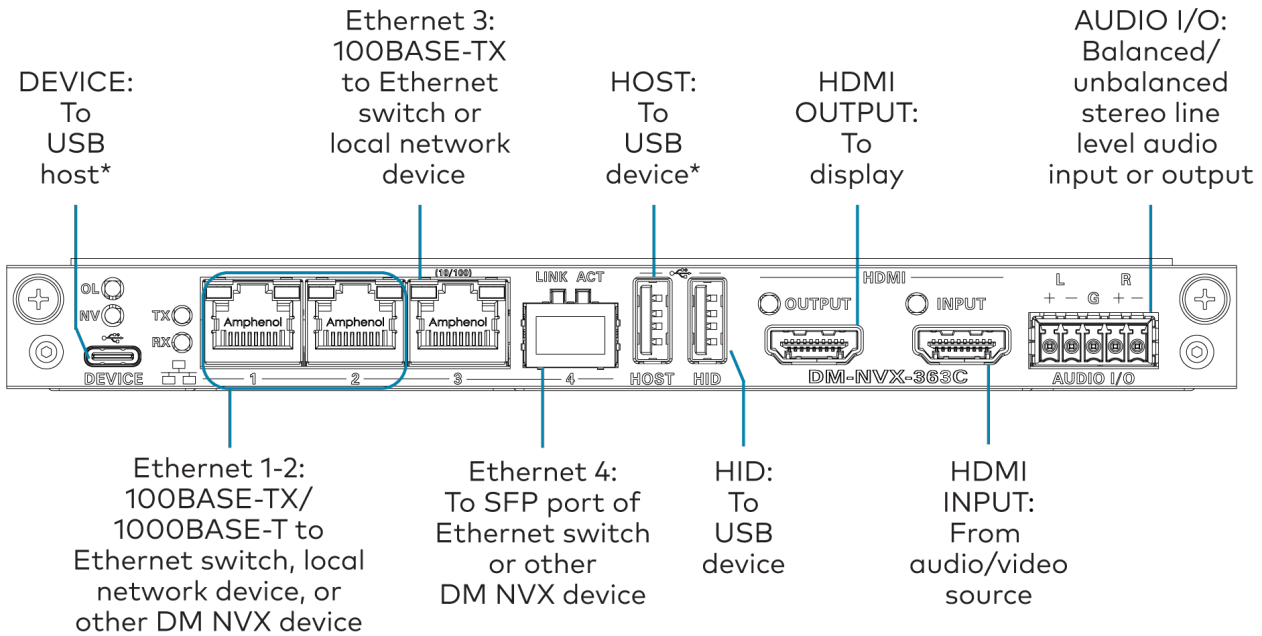 DEVICE:
To
USB
host*
Ethernet 3:
100BASE-TX
to Ethernet
switch or
local network
device
HOST:
To
USB
device*
HDMI
OUTPUT:
To
display
AUDIO I/O:
Balanced/
unbalanced
stereo line
level audio
input or output
OL
NV
TX
RX
DEVICE
(10/100)
Amphenol
Amphenol
Amphenol
1
2
3
LINK ACT
4
HOST
HID
HDMI
OUTPUT
INPUT
DM-NVX-363C
L R
+ - G + -
AUDIO I/O
Ethernet 1-2:
100BASE-TX/
1000BASE-T to
Ethernet switch, local
network device, or
other DM NVX device
Ethernet 4:
To SFP port of
Ethernet switch
or other
DM NVX device
HID:
To
USB
device
HDMI
INPUT:
From
audio/video
source